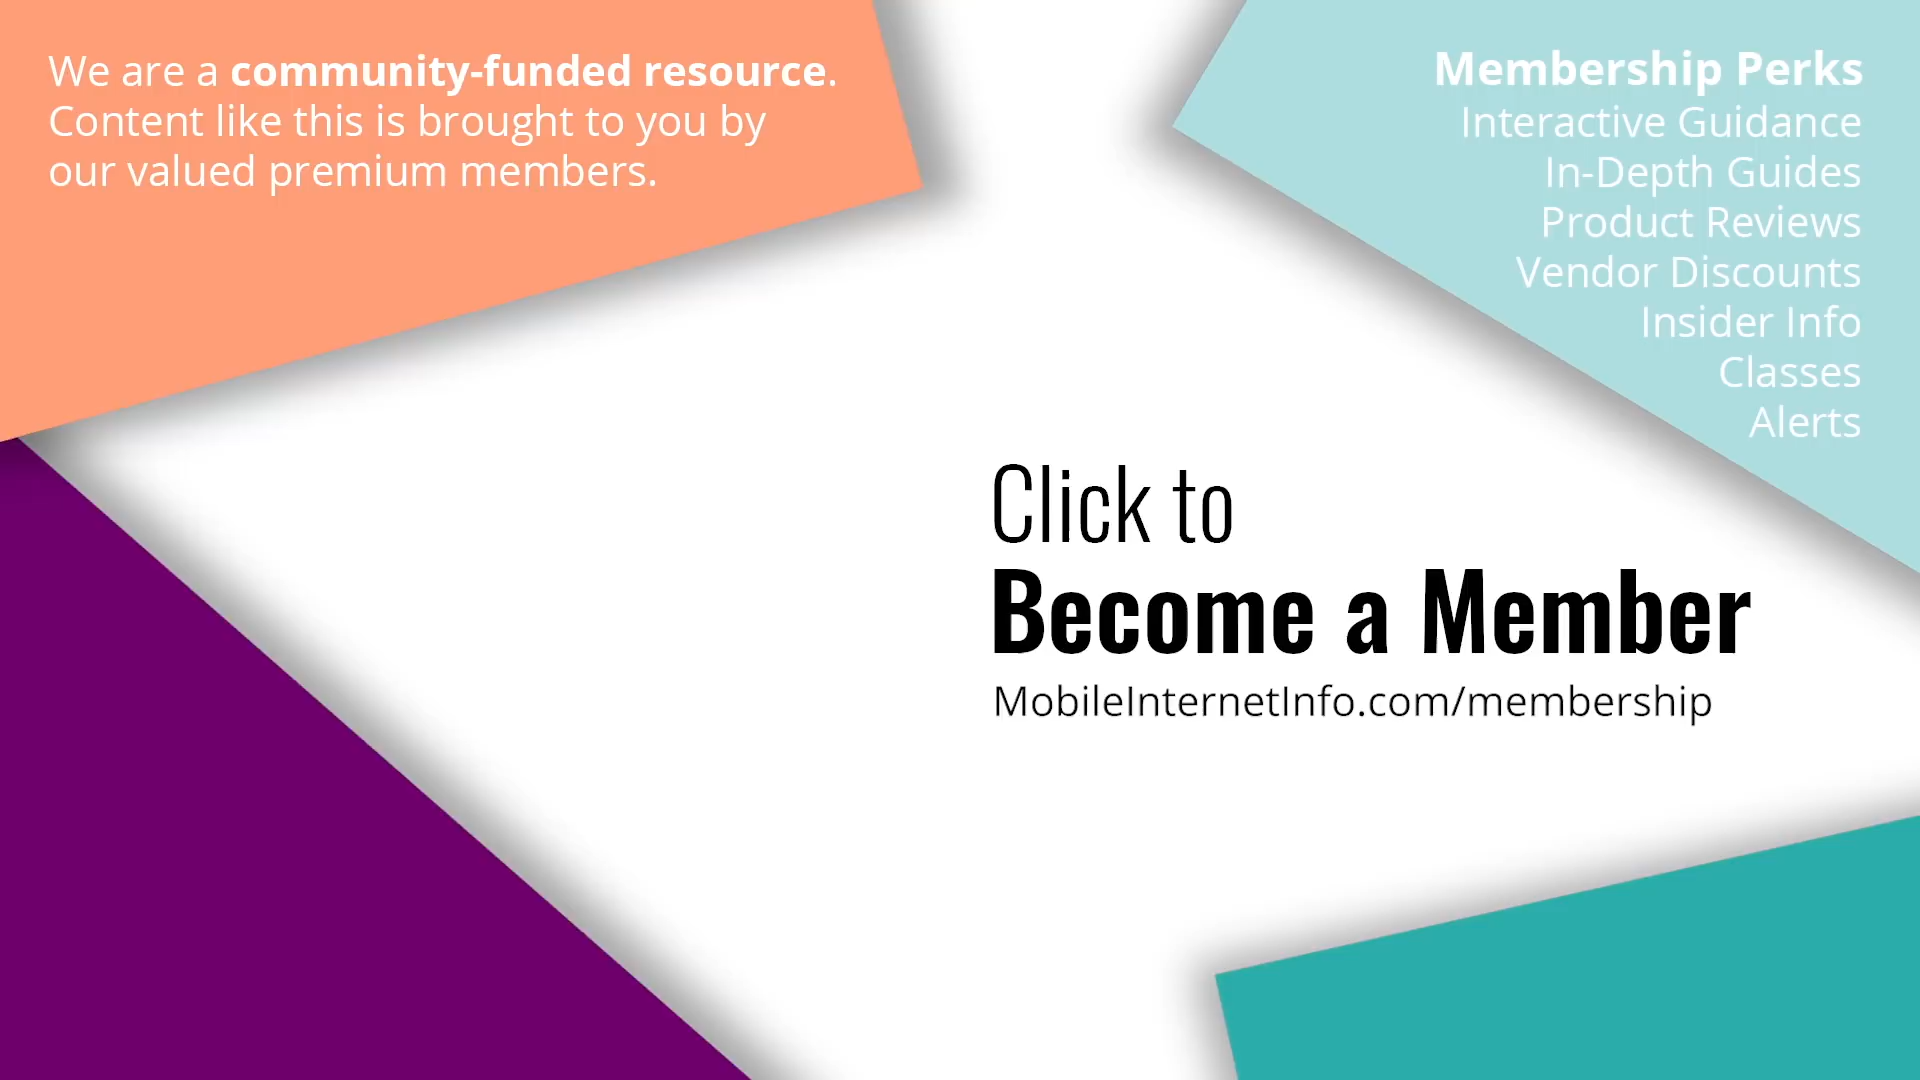 We are a community-funded resource.
Content like this is brought to you by
our valued premium members.
Membership Perks
Interactive Guidance
In-Depth Guides
Product Reviews
Vendor Discounts
Insider Info
Classes
Alerts
Click to
Become a Member
MobileInternetInfo.com/membership